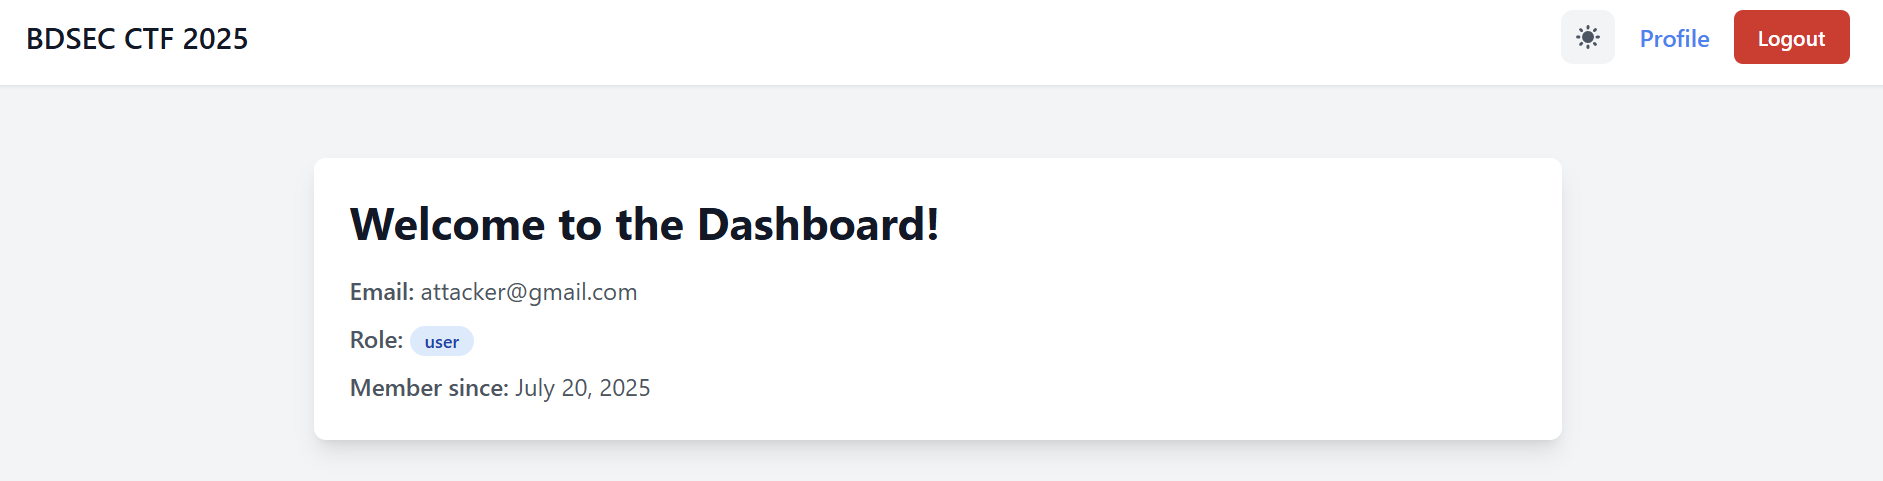 BDSEC CTF 2025
Profile
Logout
Welcome to the Dashboard!
Email: attacker@gmail.com
Role: user
Member since: July 20, 2025